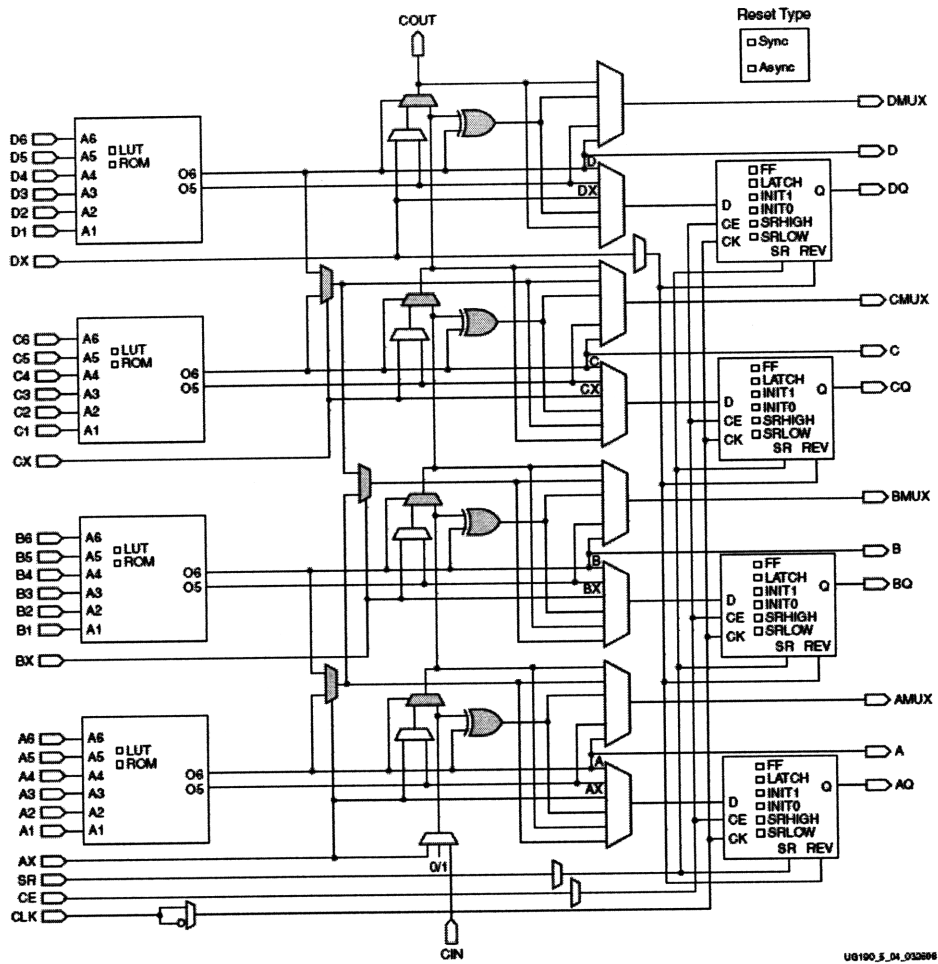 COUT
Reset Type
Sync
Async
DMUX
D6 A6
D5 A5
D4 A4
D3 A3
D2 A2
D1 A1
LUT
ROM
O6
O5
DX
D
DX
D
FF
LATCH
INIT1
INIT0
SRHIGH
SRLOW
D
CE
CK
Q
SR REV
DQ
CMUX
C6 A6
C5 A5
C4 A4
C3 A3
C2 A2
C1 A1
LUT
ROM
O6
O5
CX
C
CX
C
FF
LATCH
INIT1
INIT0
SRHIGH
SRLOW
D
CE
CK
Q
SR REV
CQ
BMUX
B6 A6
B5 A5
B4 A4
B3 A3
B2 A2
B1 A1
LUT
ROM
O6
O5
BX
B
BX
B
FF
LATCH
INIT1
INIT0
SRHIGH
SRLOW
D
CE
CK
Q
SR REV
BQ
AMUX
A6 A6
A5 A5
A4 A4
A3 A3
A2 A2
A1 A1
LUT
ROM
O6
O5
A
AX
A
FF
LATCH
INIT1
INIT0
SRHIGH
SRLOW
D
CE
CK
Q
SR REV
AQ
AX
0/1
SR
CE
CLK
CIN